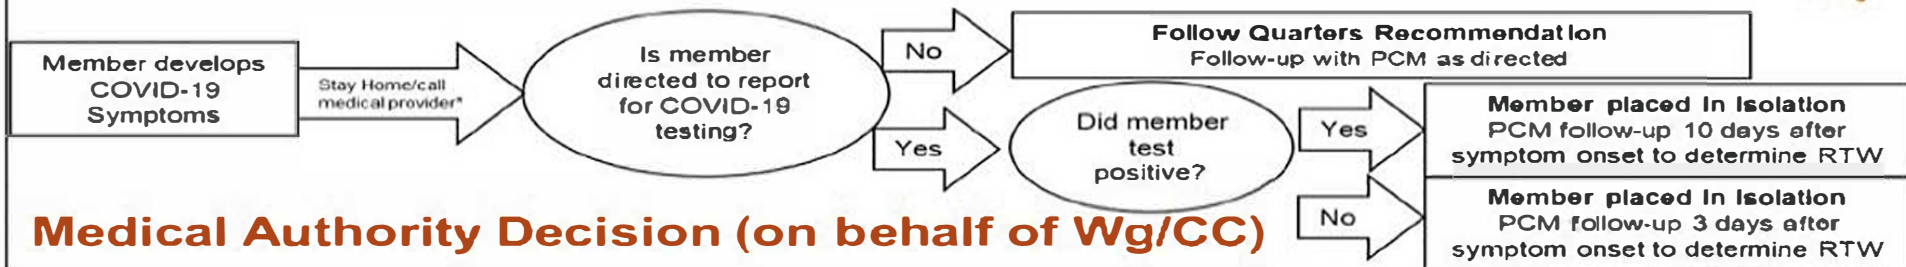 Member develops
COVID-19
Symptoms
Stay Home/call
medical provider*
Is member
directed to report
for COVID-19
testing?
No
Follow Quarters Recommendation
Follow-up with PCM as directed
Yes
Did member
test
positive?
Yes
Member placed In Isolation
PCM follow-up 10 days after
symptom onset to determine RTW
No
Member placed In Isolation
PCM follow-up 3 days after
symptom onset to determine RTW
Medical Authority Decision (on behalf of Wg/CC)